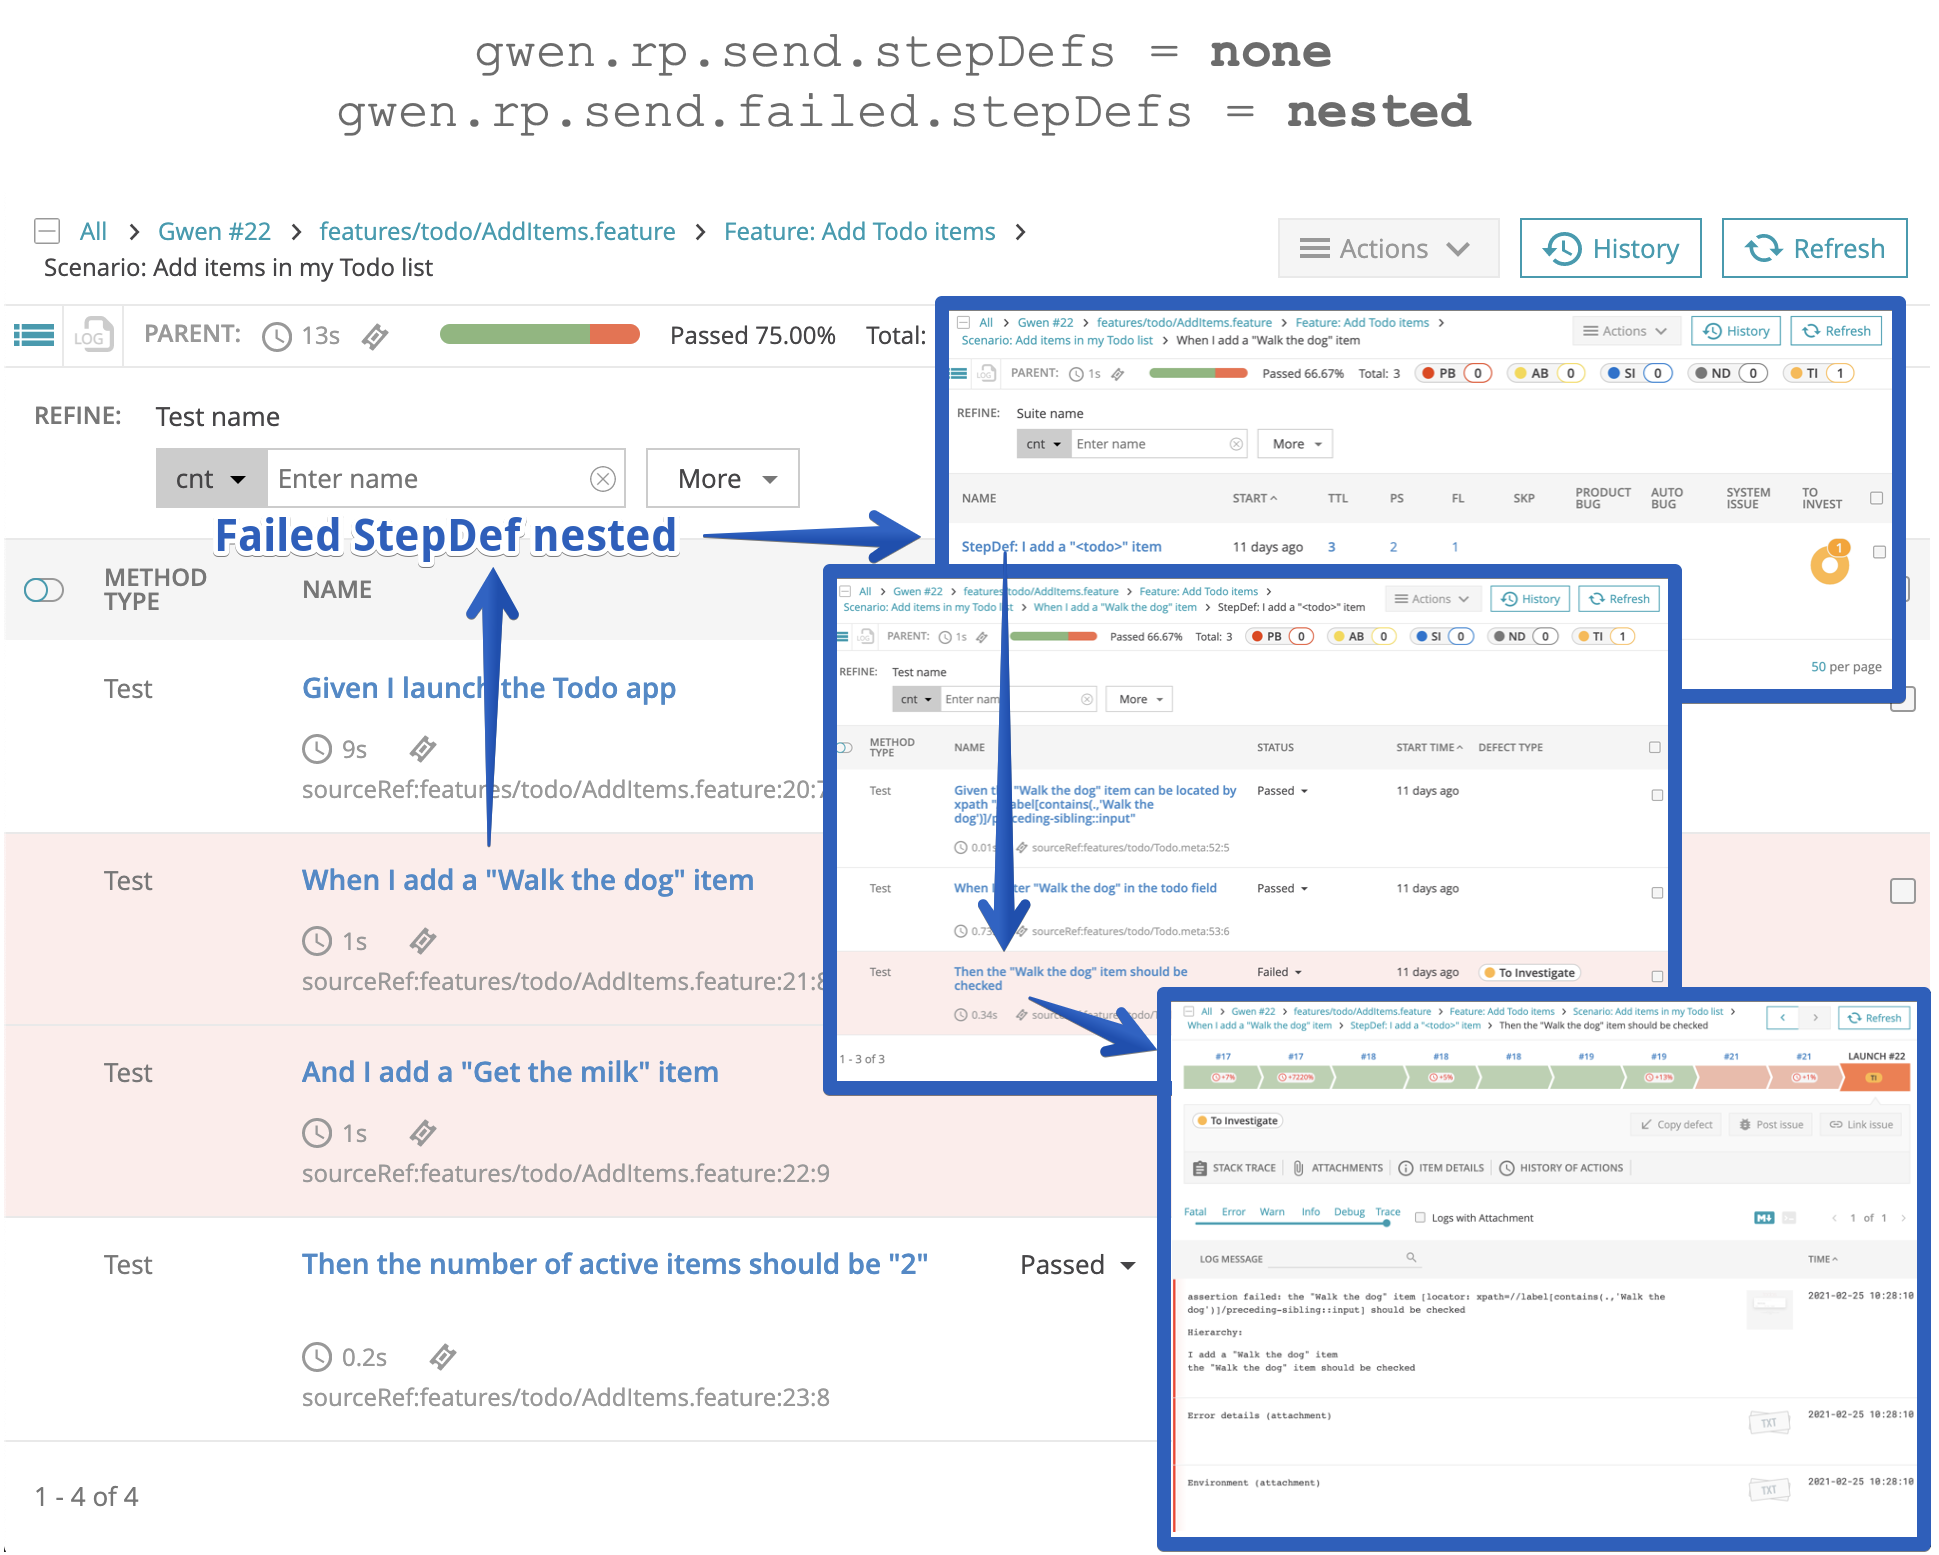 gwen.rp.send.stepDefs = none
gwen.rp.send.failed.stepDefs = nested
All > Gwen #22 > features/todo/AddItems.feature > Feature: Add Todo items >
Scenario: Add items in my Todo list
Actions
History
Refresh
LOG
PARENT: 13s
Passed 75.00% Total:
REFINE: Test name
cnt Enter name More
Failed StepDef nested
METHOD TYPE NAME
Test Given I launch the Todo app
9s
sourceRef:features/todo/AddItems.feature:20:7
Test When I add a "Walk the dog" item
1s
sourceRef:features/todo/AddItems.feature:21:8
Test And I add a "Get the milk" item
1s
sourceRef:features/todo/AddItems.feature:22:9
Test Then the number of active items should be "2" Passed
0.2s
sourceRef:features/todo/AddItems.feature:23:8
1 - 4 of 4
All > Gwen #22 > features/todo/AddItems.feature > Feature: Add Todo items >
Scenario: Add items in my Todo list > When I add a "Walk the dog" item
Actions History Refresh
LOG PARENT: 1s Passed 66.67% Total: 3 PB 0 AB 0 SI 0 ND 0 TI 1
REFINE: Suite name
cnt Enter name More
NAME START TTL PS FL SKP PRODUCT BUG AUTO BUG SYSTEM ISSUE TO INVEST
StepDef: I add a "<todo>" item 11 days ago 3 2 1 1
50 per page
All > Gwen #22 > features/todo/AddItems.feature > Feature: Add Todo items >
Scenario: Add items in my Todo list > When I add a "Walk the dog" item > StepDef: I add a "<todo>" item
Actions History Refresh
LOG PARENT: 1s Passed 66.67% Total: 3 PB 0 AB 0 SI 0 ND 0 TI 1
REFINE: Test name
cnt Enter name More
METHOD TYPE NAME STATUS START TIME DEFECT TYPE
Test Given the "Walk the dog" item can be located by Passed 11 days ago
xpath "//label[contains(.,'Walk the
dog')]/preceding-sibling::input"
0.01s sourceRef:features/todo/Todo.meta:52:5
Test When I enter "Walk the dog" in the todo field Passed 11 days ago
0.73 sourceRef:features/todo/Todo.meta:53:6
Test Then the "Walk the dog" item should be Failed 11 days ago To Investigate
checked
0.34s
1 - 3 of 3
All > Gwen #22 > features/todo/AddItems.feature > Feature: Add Todo items > Scenario: Add items in my Todo list >
When I add a "Walk the dog" item > StepDef: I add a "<todo>" item > Then the "Walk the dog" item should be checked
< > Refresh
#17 #17 #18 #18 #18 #19 #19 #21 #21 LAUNCH #22
+7% +7220% +5% +13% +1% TI
To Investigate
Copy defect Post issue Link issue
STACK TRACE ATTACHMENTS ITEM DETAILS HISTORY OF ACTIONS
Fatal Error Warn Info Debug Trace Logs with Attachment
M 1 of 1
LOG MESSAGE TIME
assertion failed: the "Walk the dog" item [locator: xpath=//label[contains(.,'Walk the 2021-02-25 10:28:10
dog')]/preceding-sibling::input] should be checked
Hierarchy:
I add a "Walk the dog" item
the "Walk the dog" item should be checked
Error details (attachment) TXT 2021-02-25 10:28:10
Environment (attachment) TXT 2021-02-25 10:28:10